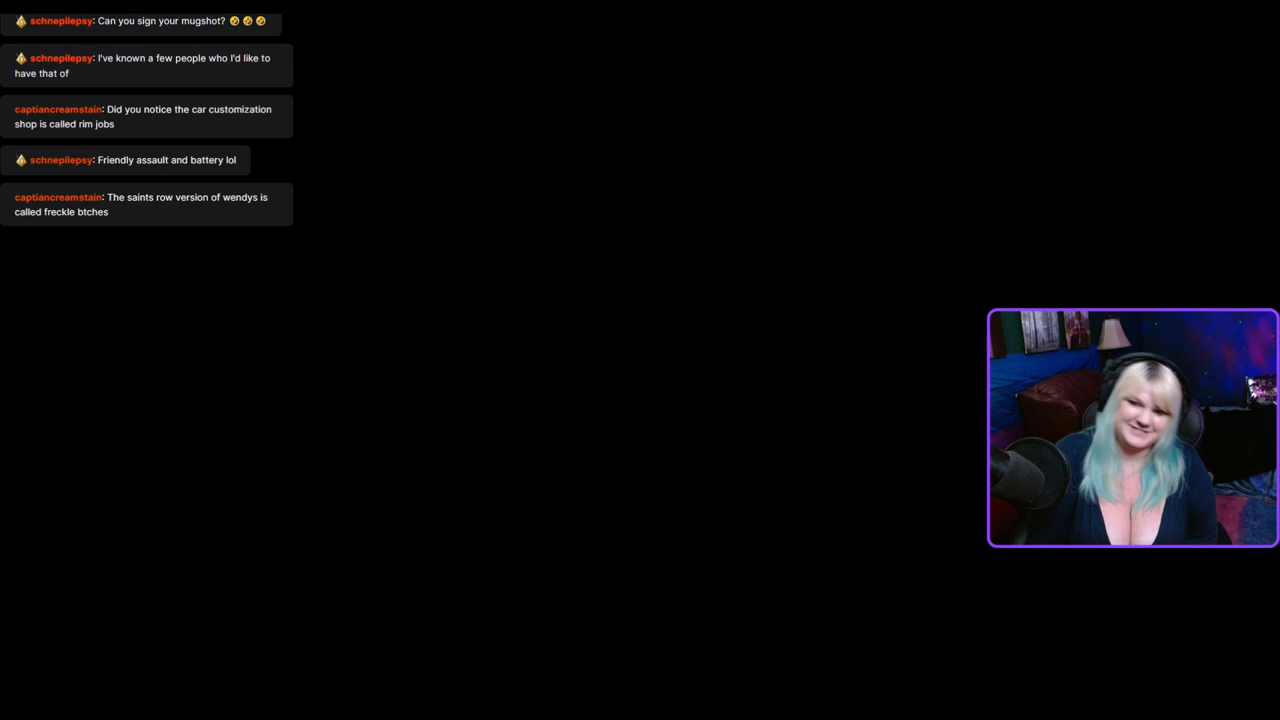 schnepilepsy: Can you sign your mugshot? 🤣 🤣 🤣
schnepilepsy: I've known a few people who I'd like to
have that of
captiancreamstain: Did you notice the car customization
shop is called rim jobs
schnepilepsy: Friendly assault and battery lol
captiancreamstain: The saints row version of wendys is
called freckle btches